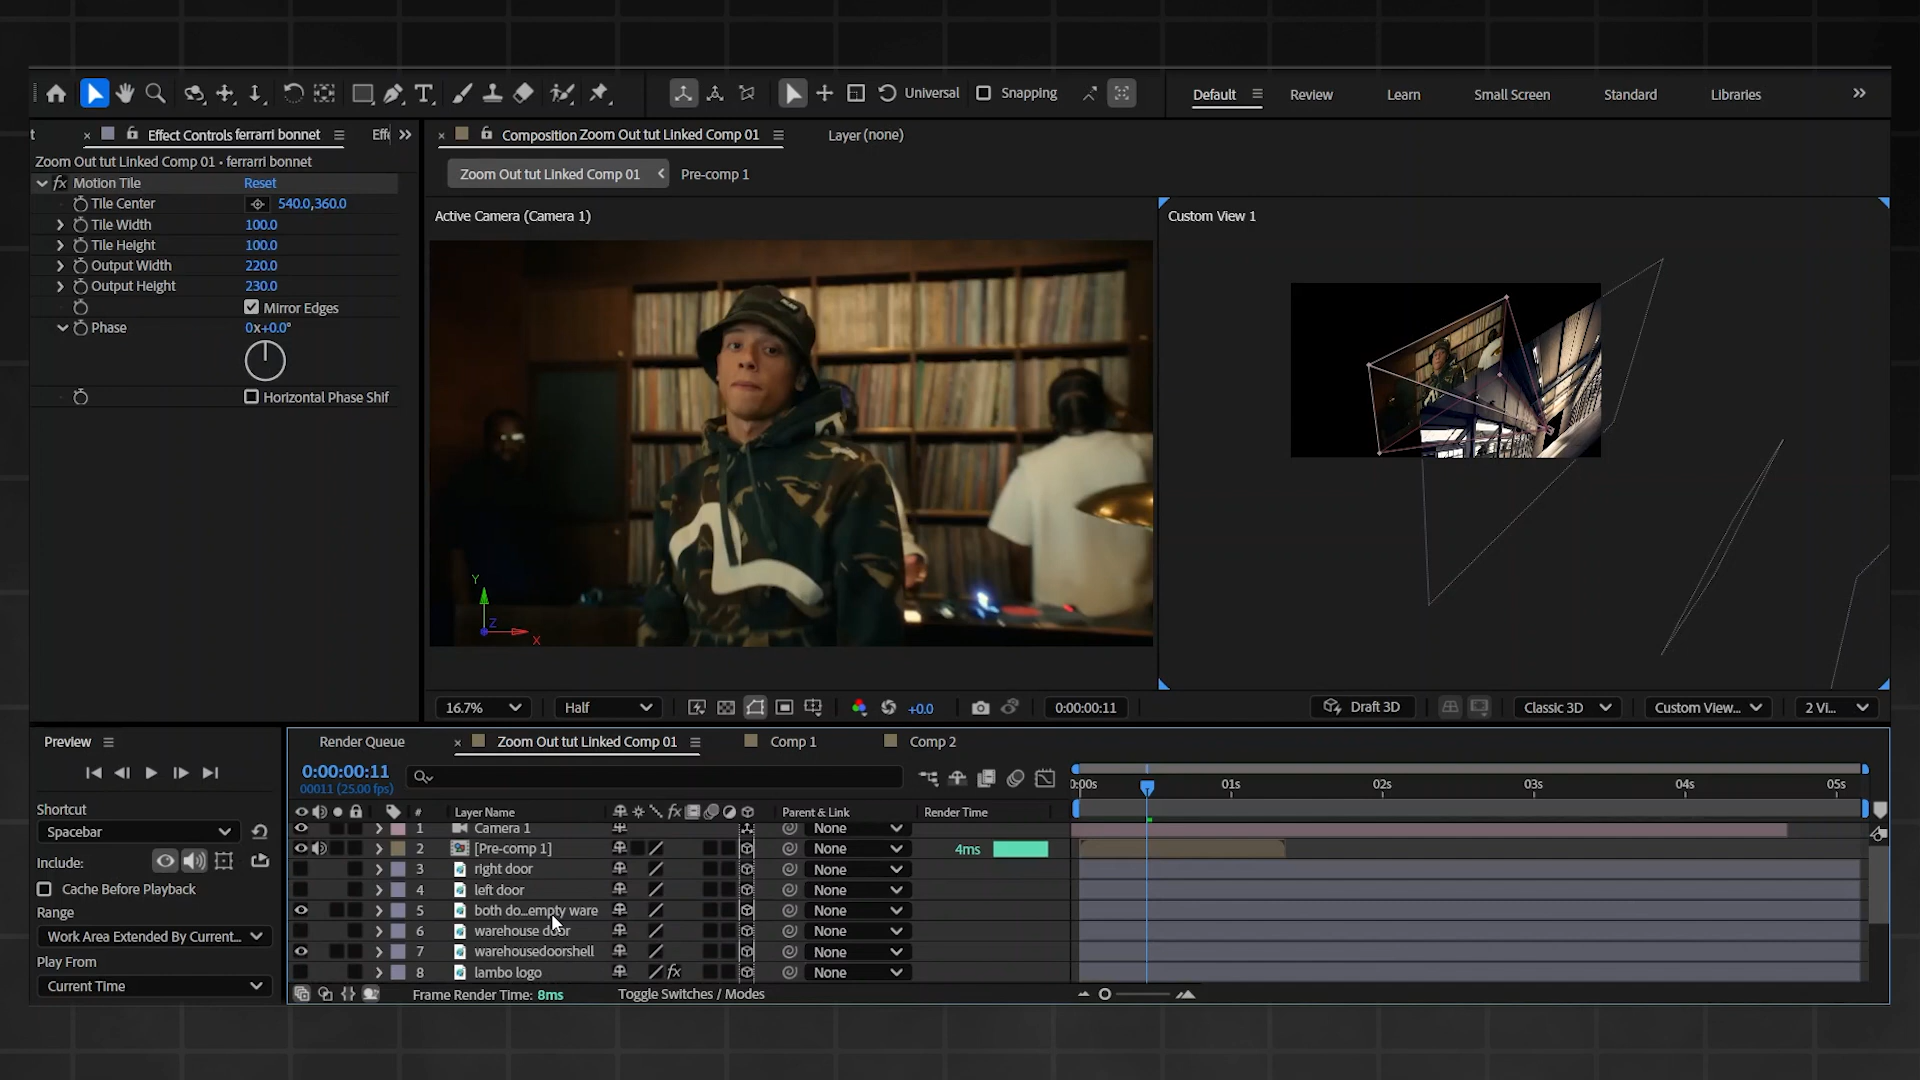 Universal
Snapping
Default
Review
Learn
Small Screen
Standard
Libraries
Effect Controls ferrarri bonnet
Effe
Composition Zoom Out tut Linked Comp 01
Layer (none)
Zoom Out tut Linked Comp 01 • ferrarri bonnet
fx Motion Tile
Reset
Tile Center
540.0,360.0
Tile Width
100.0
Tile Height
100.0
Output Width
220.0
Output Height
230.0
Mirror Edges
Phase
0x+0.0°
Horizontal Phase Shif
Zoom Out tut Linked Comp 01
Pre-comp 1
Active Camera (Camera 1)
Custom View 1
Y
Z
X
16.7%
Half
+0.0
0:00:00:11
Draft 3D
Classic 3D
Custom View...
2 Vi...
Preview
Shortcut
Spacebar
Include:
Cache Before Playback
Range
Work Area Extended By Current...
Play From
Current Time
Render Queue
Zoom Out tut Linked Comp 01
Comp 1
Comp 2
0:00:00:11
00011 (25.00 fps)
0:00s
01s
02s
03s
04s
05s
#
Layer Name
fx
Parent & Link
Render Time
1
Camera 1
None
2
[Pre-comp 1]
None
4ms
3
right door
None
4
left door
None
5
both do...empty ware
None
6
warehouse door
None
7
warehousedoorshell
None
8
lambo logo
fx
None
Frame Render Time: 8ms
Toggle Switches / Modes